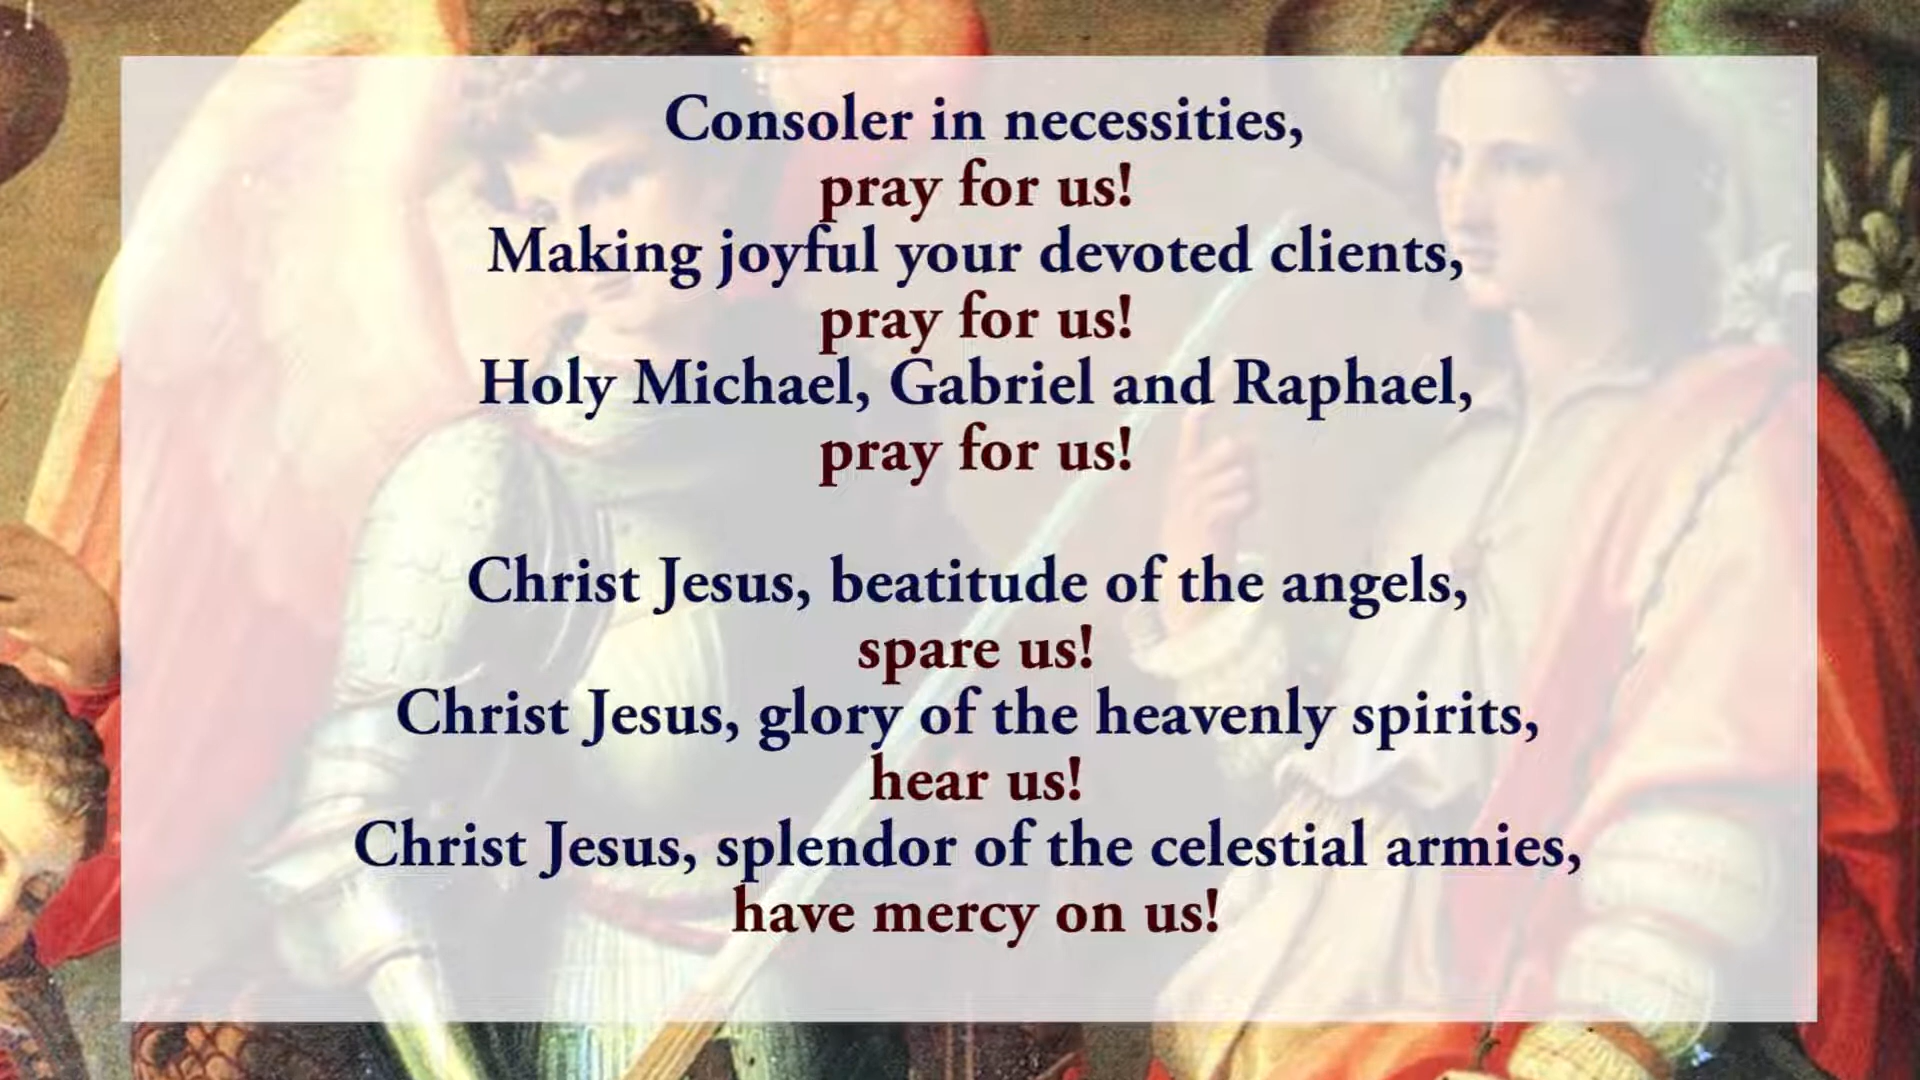 Consoler in necessities,
pray for us!
Making joyful your devoted clients,
pray for us!
Holy Michael, Gabriel and Raphael,
pray for us!
Christ Jesus, beatitude of the angels,
spare us!
Christ Jesus, glory of the heavenly spirits,
hear us!
Christ Jesus, splendor of the celestial armies,
have mercy on us!